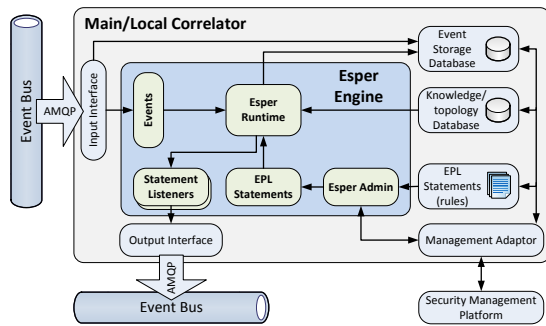 Main/Local Correlator
Event Bus
AMQP
Input Interface
Events
Esper
Runtime
Esper
Engine
Event
Storage
Database
Knowledge/
topology
Database
Statement
Listeners
EPL
Statements
Esper Admin
EPL
Statements
(rules)
Output Interface
Management Adaptor
AMQP
Event Bus
Security Management
Platform